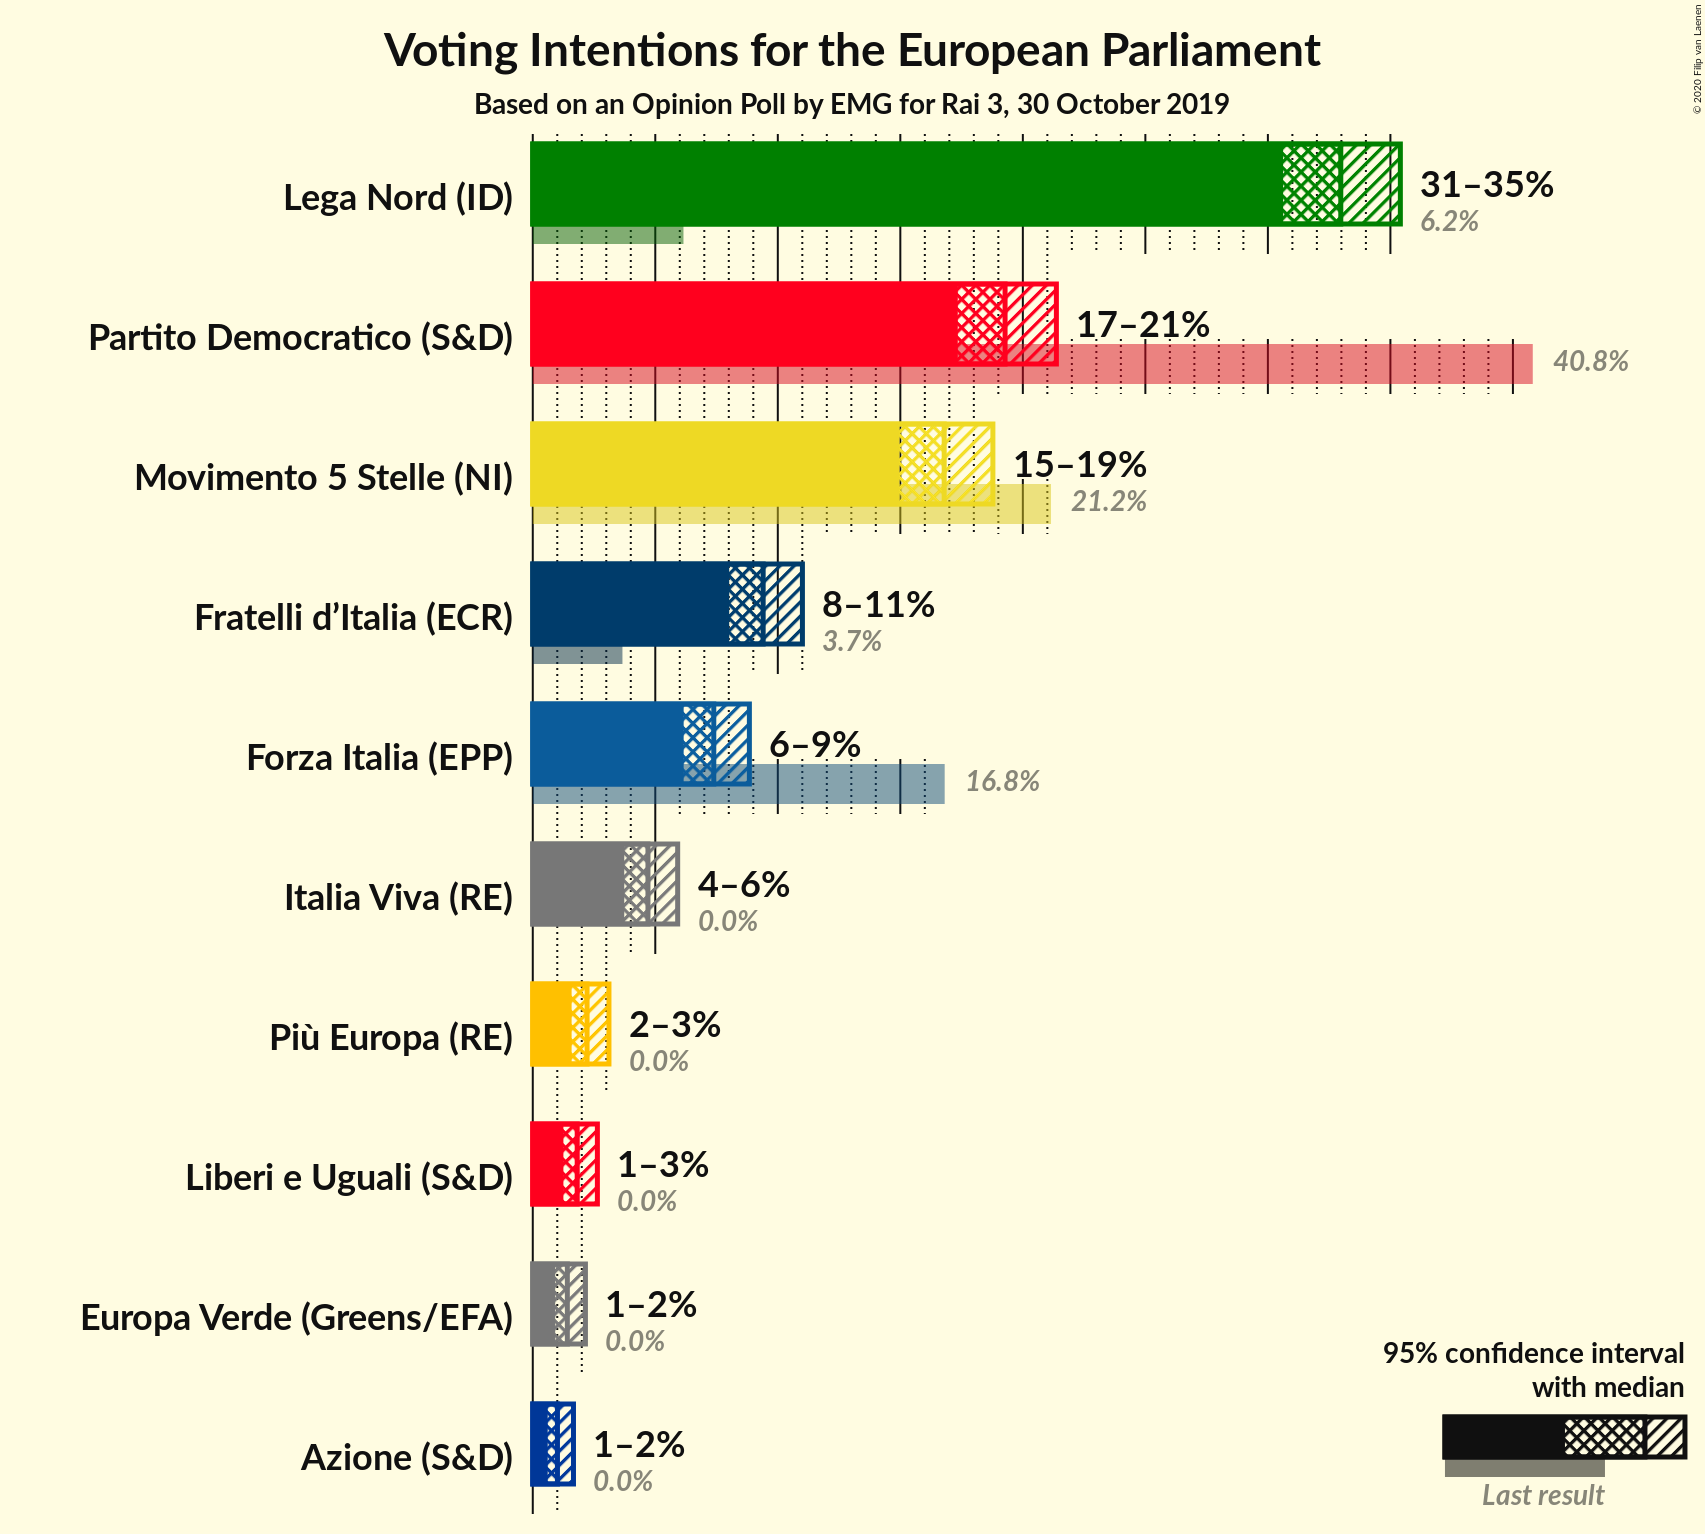 Voting Intentions for the European Parliament
Based on an Opinion Poll by EMG for Rai 3, 30 October 2019
© 2020 Filip van Laenen
Lega Nord (ID)
31–35%
6.2%
Partito Democratico (S&D)
17–21%
40.8%
Movimento 5 Stelle (NI)
15–19%
21.2%
Fratelli d’Italia (ECR)
8–11%
3.7%
Forza Italia (EPP)
6–9%
16.8%
Italia Viva (RE)
4–6%
0.0%
Più Europa (RE)
2–3%
0.0%
Liberi e Uguali (S&D)
1–3%
0.0%
Europa Verde (Greens/EFA)
1–2%
0.0%
Azione (S&D)
1–2%
0.0%
95% confidence interval
with median
Last result